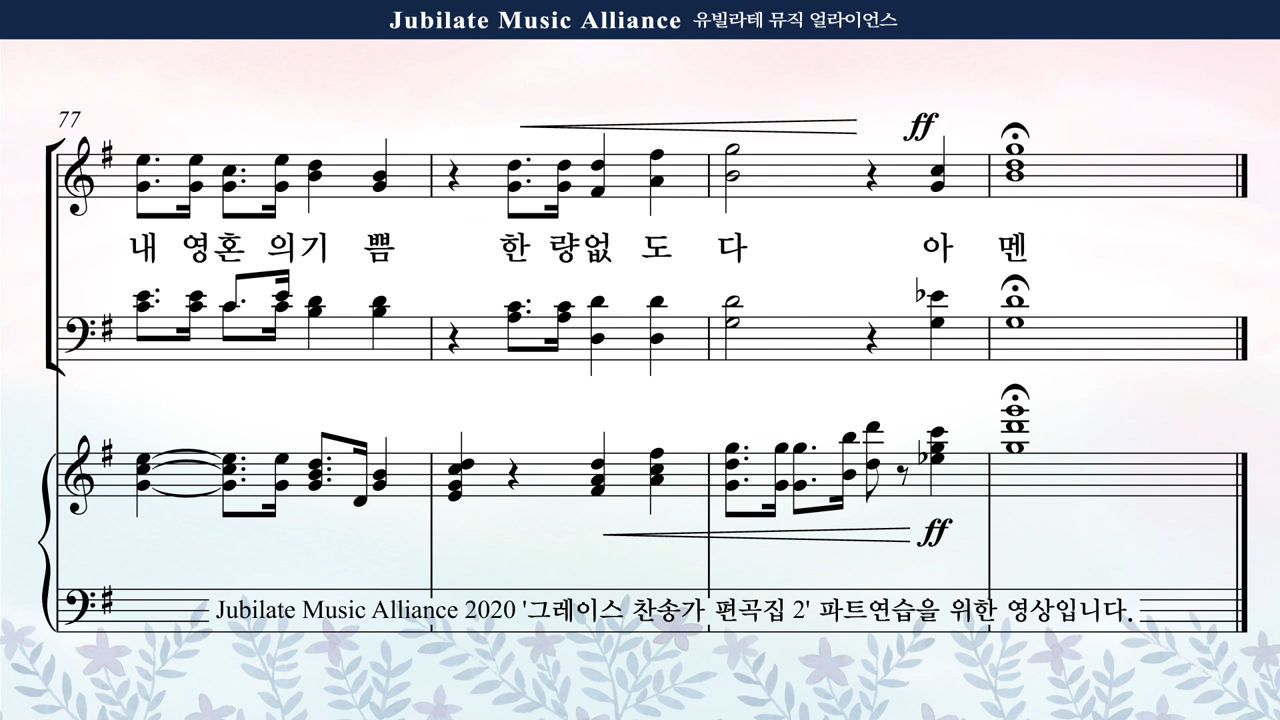 Jubilate Music Alliance 유빌라테 뮤직 얼라이언스
77
ff
내 영혼 의기 쁨 한 량없 도 다 아 멘
ff
Jubilate Music Alliance 2020 '그레이스 찬송가 편곡집 2' 파트연습을 위한 영상입니다.